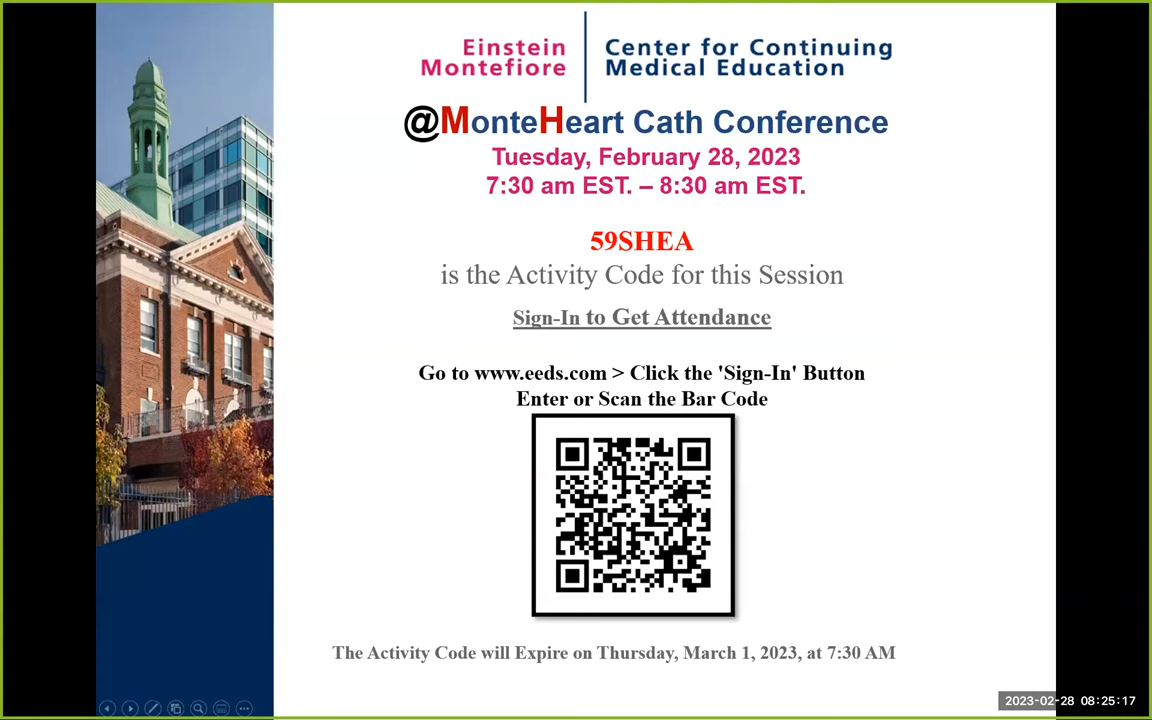 Einstein
Montefiore
Center for Continuing
Medical Education
@MonteHeart Cath Conference
Tuesday, February 28, 2023
7:30 am EST. – 8:30 am EST.
59SHEA
is the Activity Code for this Session
Sign-In to Get Attendance
Go to www.eeds.com > Click the 'Sign-In' Button
Enter or Scan the Bar Code
The Activity Code will Expire on Thursday, March 1, 2023, at 7:30 AM
2023-02-28 08:25:17